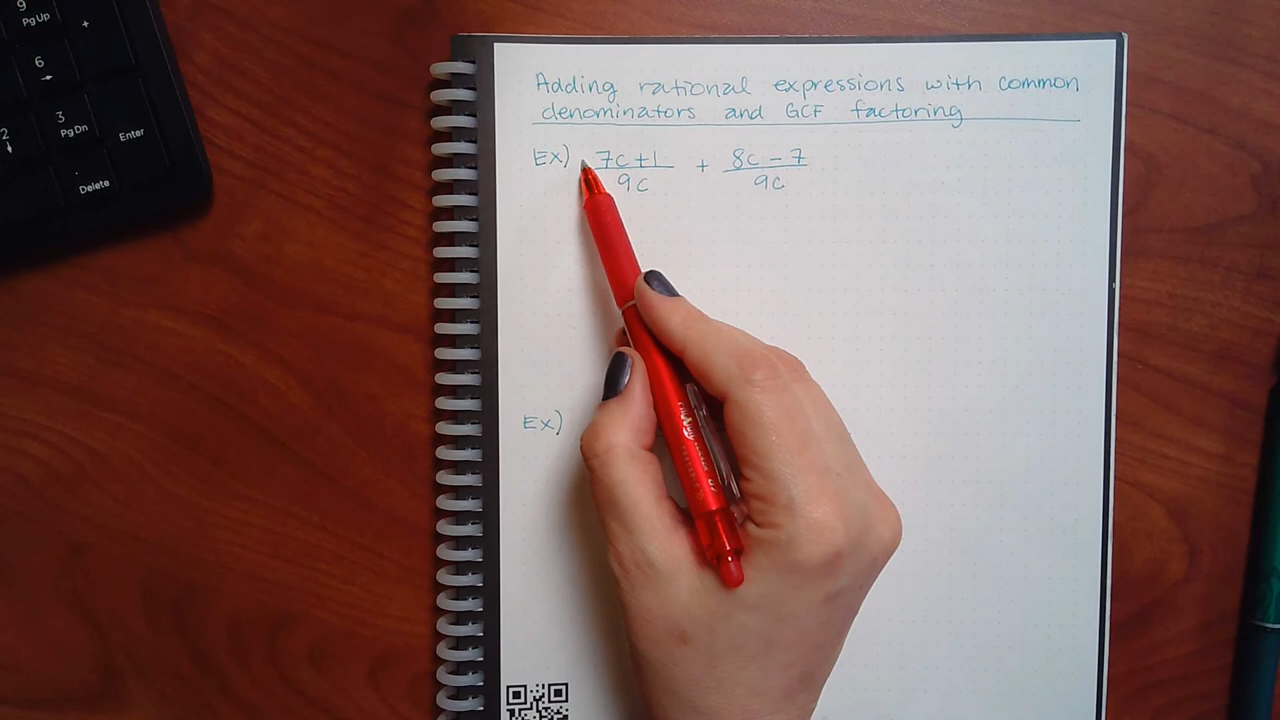 9
PgUp
+
6
→
3
PgDn
2
↓
Enter
.
Delete
Adding rational expressions with common
denominators and GCF factoring
Ex) 7c+1 / 9c + 8c-7 / 9c
Ex)